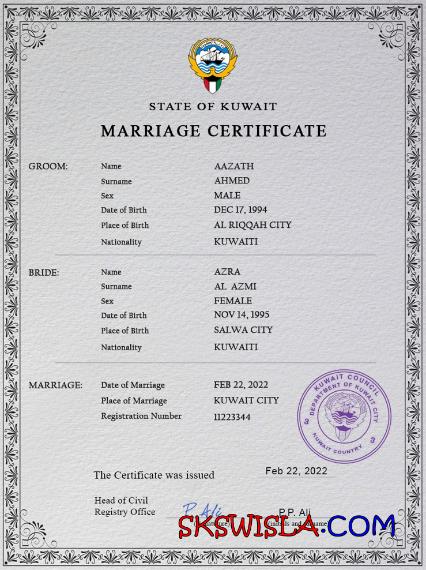 STATE OF KUWAIT
MARRIAGE CERTIFICATE
GROOM:
Name AAZATH
Surname AHMED
Sex MALE
Date of Birth DEC 17, 1994
Place of Birth AL RIQQAH CITY
Nationality KUWAITI
BRIDE:
Name AZRA
Surname AL AZMI
Sex FEMALE
Date of Birth NOV 14, 1995
Place of Birth SALWA CITY
Nationality KUWAITI
MARRIAGE:
Date of Marriage FEB 22, 2022
Place of Marriage KUWAIT CITY
Registration Number 11223344
KUWAIT COUNCIL
DEPARTMENT OF KUWAIT CITY
KUWAIT COUNTRY
The Certificate was issued Feb 22, 2022
Head of Civil
Registry Office P. Ali P.P. Ali
SKSWISLA.COM